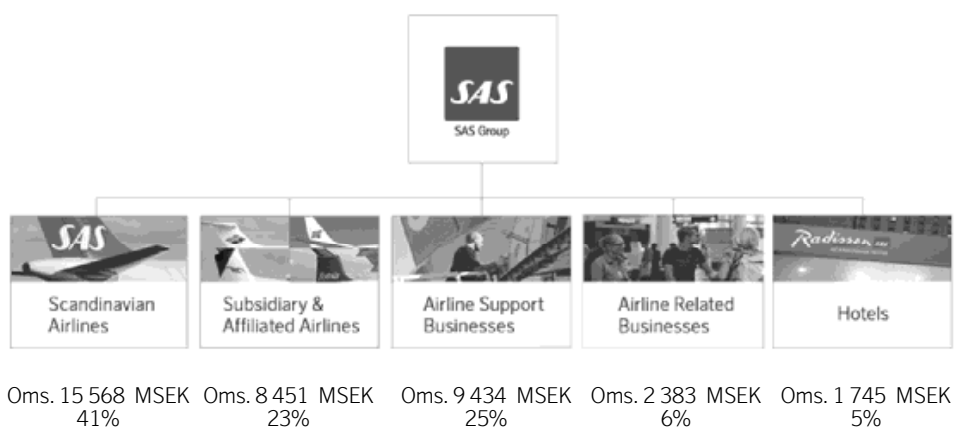 SAS
SAS Group
SAS
Radisson SAS
Scandinavian
Airlines
Subsidiary &
Affiliated Airlines
Airline Support
Businesses
Airline Related
Businesses
Hotels
Oms. 15 568 MSEK
41%
Oms. 8 451 MSEK
23%
Oms. 9 434 MSEK
25%
Oms. 2 383 MSEK
6%
Oms. 1 745 MSEK
5%